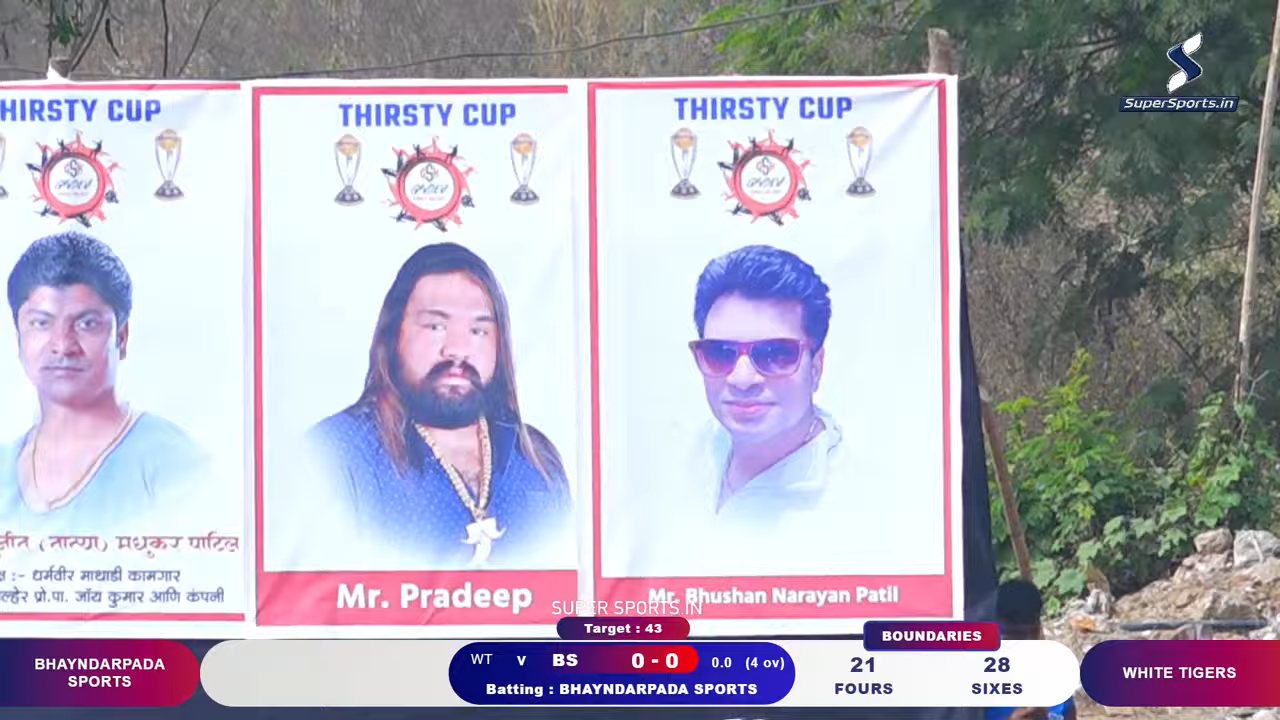 SuperSports.in
THIRSTY CUP
THIRSTY CUP
THIRSTY CUP
(तात्या) मधुकर पाटिल
:- धर्मवीर माथाडी कामगार
प्रो.पा. जॉय कुमार आणि कंपनी
Mr. Pradeep
Mr. Bhushan Narayan Patil
SUPER SPORTS.IN
Target : 43
BHAYNDARPADA
SPORTS
WT v BS 0 - 0 0.0 (4 ov)
Batting : BHAYNDARPADA SPORTS
BOUNDARIES
21 28
FOURS SIXES
WHITE TIGERS